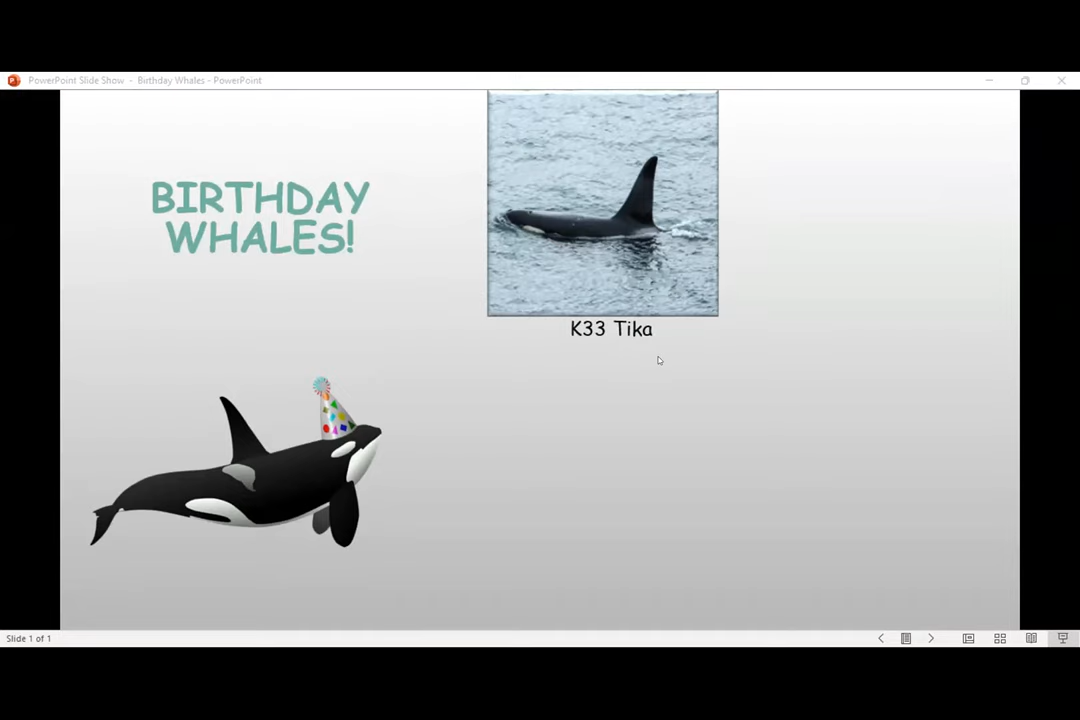 PowerPoint Slide Show - Birthday Whales - PowerPoint
BIRTHDAY
WHALES!
K33 Tika
Slide 1 of 1